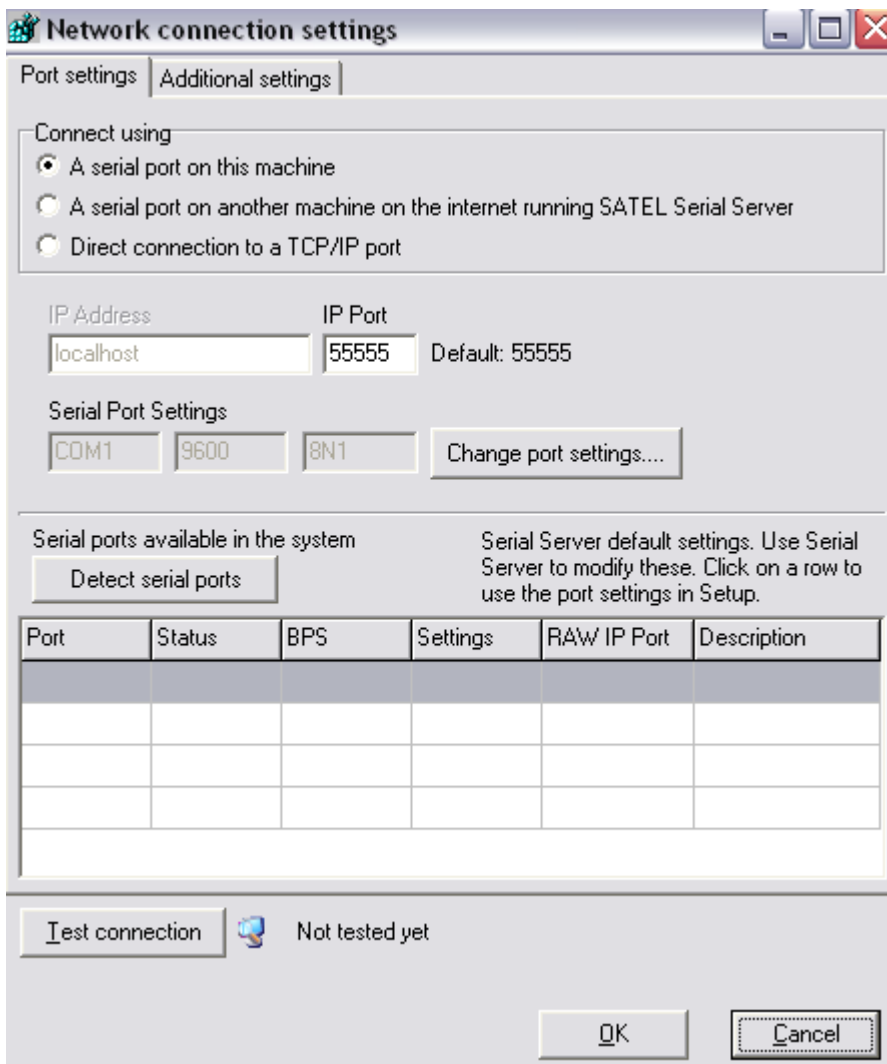 Network connection settings
Port settings
Additional settings
Connect using
A serial port on this machine
A serial port on another machine on the internet running SATEL Serial Server
Direct connection to a TCP/IP port
IP Address
IP Port
localhost
55555
Default: 55555
Serial Port Settings
COM1
9600
8N1
Change port settings....
Serial ports available in the system
Detect serial ports
Serial Server default settings. Use Serial
Server to modify these. Click on a row to
use the port settings in Setup.
Port
Status
BPS
Settings
RAW IP Port
Description
Test connection
Not tested yet
OK
Cancel